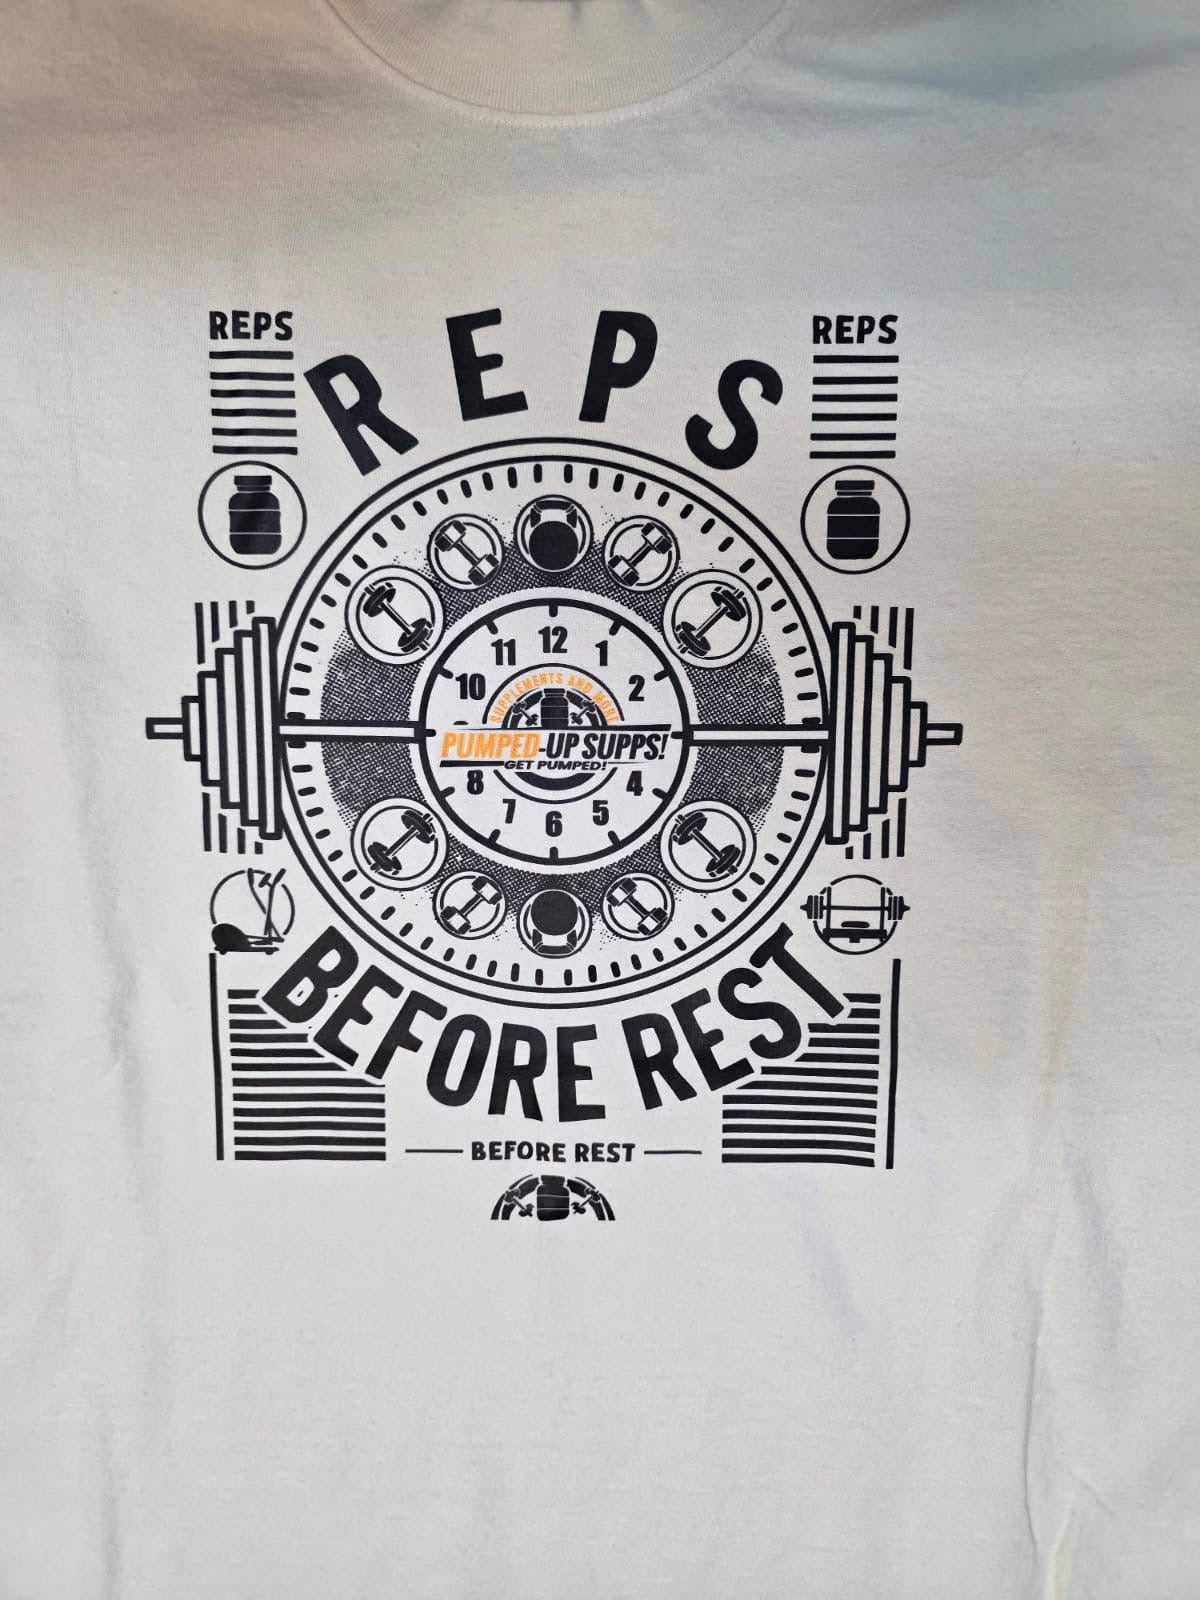 REPS
REPS
REPS
11 12 1
10 2
SUPPLEMENTS AND MORE
PUMPED-UP SUPPS!
GET PUMPED!
8 4
7 6 5
BEFORE REST
BEFORE REST